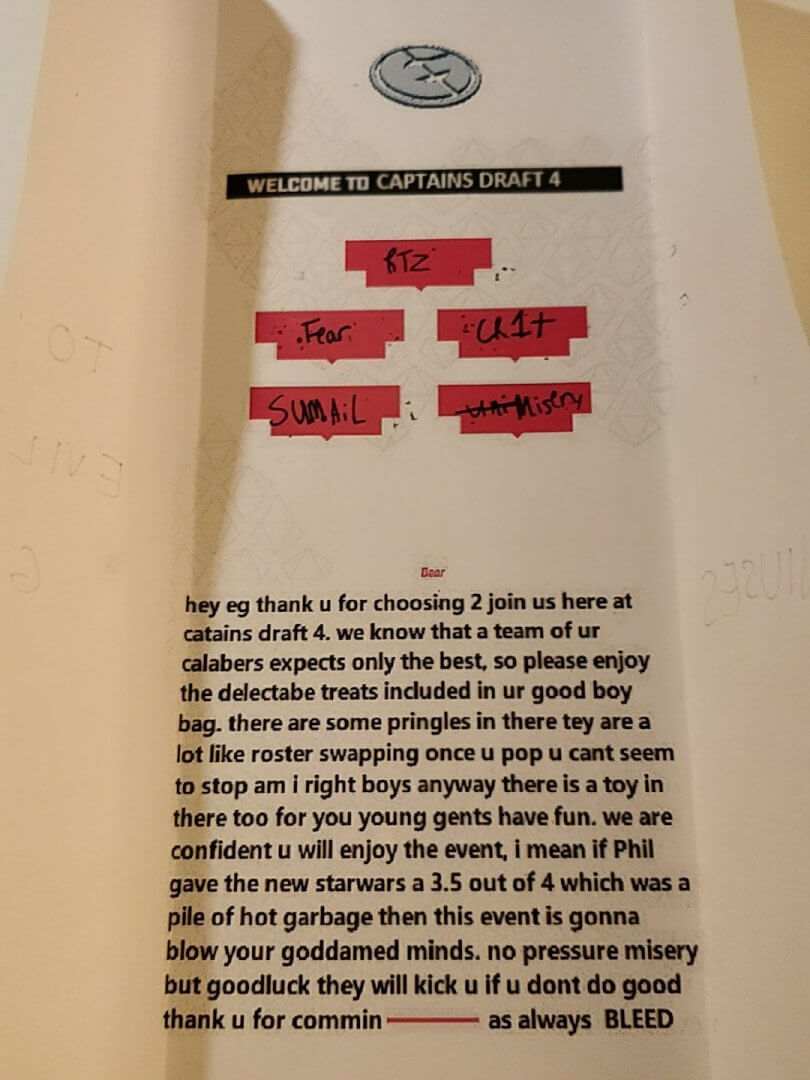 WELCOME TO CAPTAINS DRAFT 4
RTZ
Fear Cr1t
SUMAiL Misery
Dear
hey eg thank u for choosing 2 join us here at
catains draft 4. we know that a team of ur
calabers expects only the best, so please enjoy
the delectabe treats included in ur good boy
bag. there are some pringles in there tey are a
lot like roster swapping once u pop u cant seem
to stop am i right boys anyway there is a toy in
there too for you young gents have fun. we are
confident u will enjoy the event, i mean if Phil
gave the new starwars a 3.5 out of 4 which was a
pile of hot garbage then this event is gonna
blow your goddamed minds. no pressure misery
but goodluck they will kick u if u dont do good
thank u for commin as always BLEED